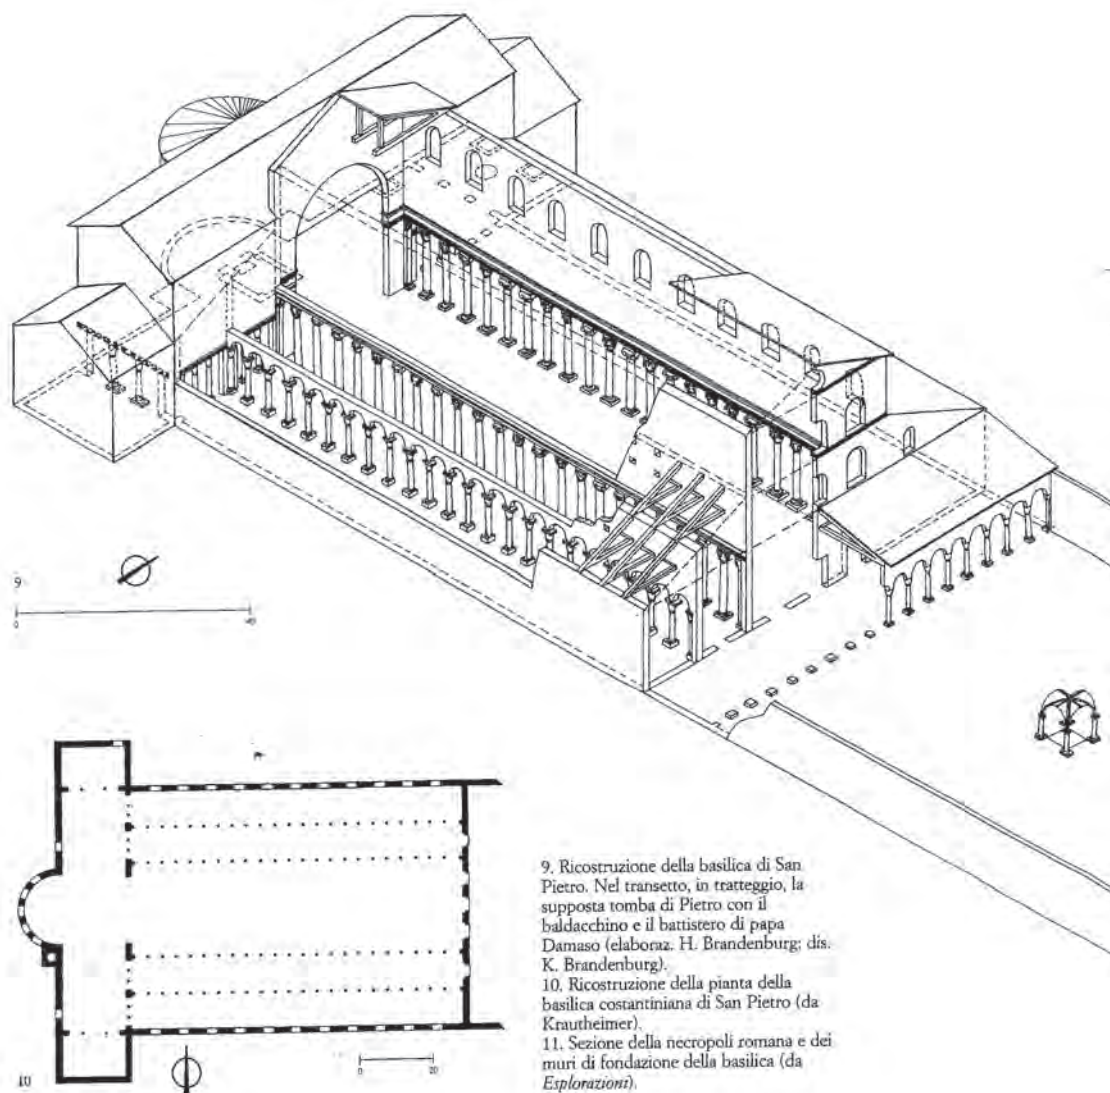 9
0
40
10
0
20
9. Ricostruzione della basilica di San
Pietro. Nel transetto, in tratteggio, la
supposta tomba di Pietro con il
baldacchino e il battistero di papa
Damaso (elaboraz. H. Brandenburg; dis.
K. Brandenburg).
10. Ricostruzione della pianta della
basilica costantiniana di San Pietro (da
Krautheimer).
11. Sezione della necropoli romana e dei
muri di fondazione della basilica (da
Esplorazioni).